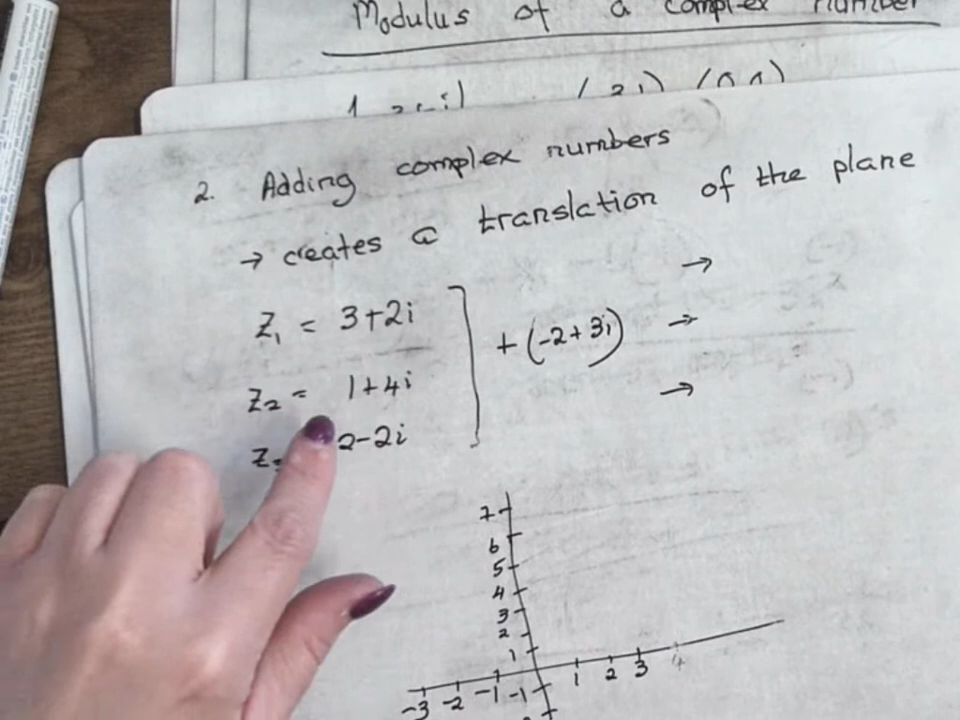 Modulus of a complex number
2. Adding complex numbers
→ creates a translation of the plane
→
Z₁ = 3+2i
+ (-2+3i) →
Z₂ = 1+4i
→
2-2i
7
6
5
4
3
2
1
-3 -2 -1 -1 1 2 3 4